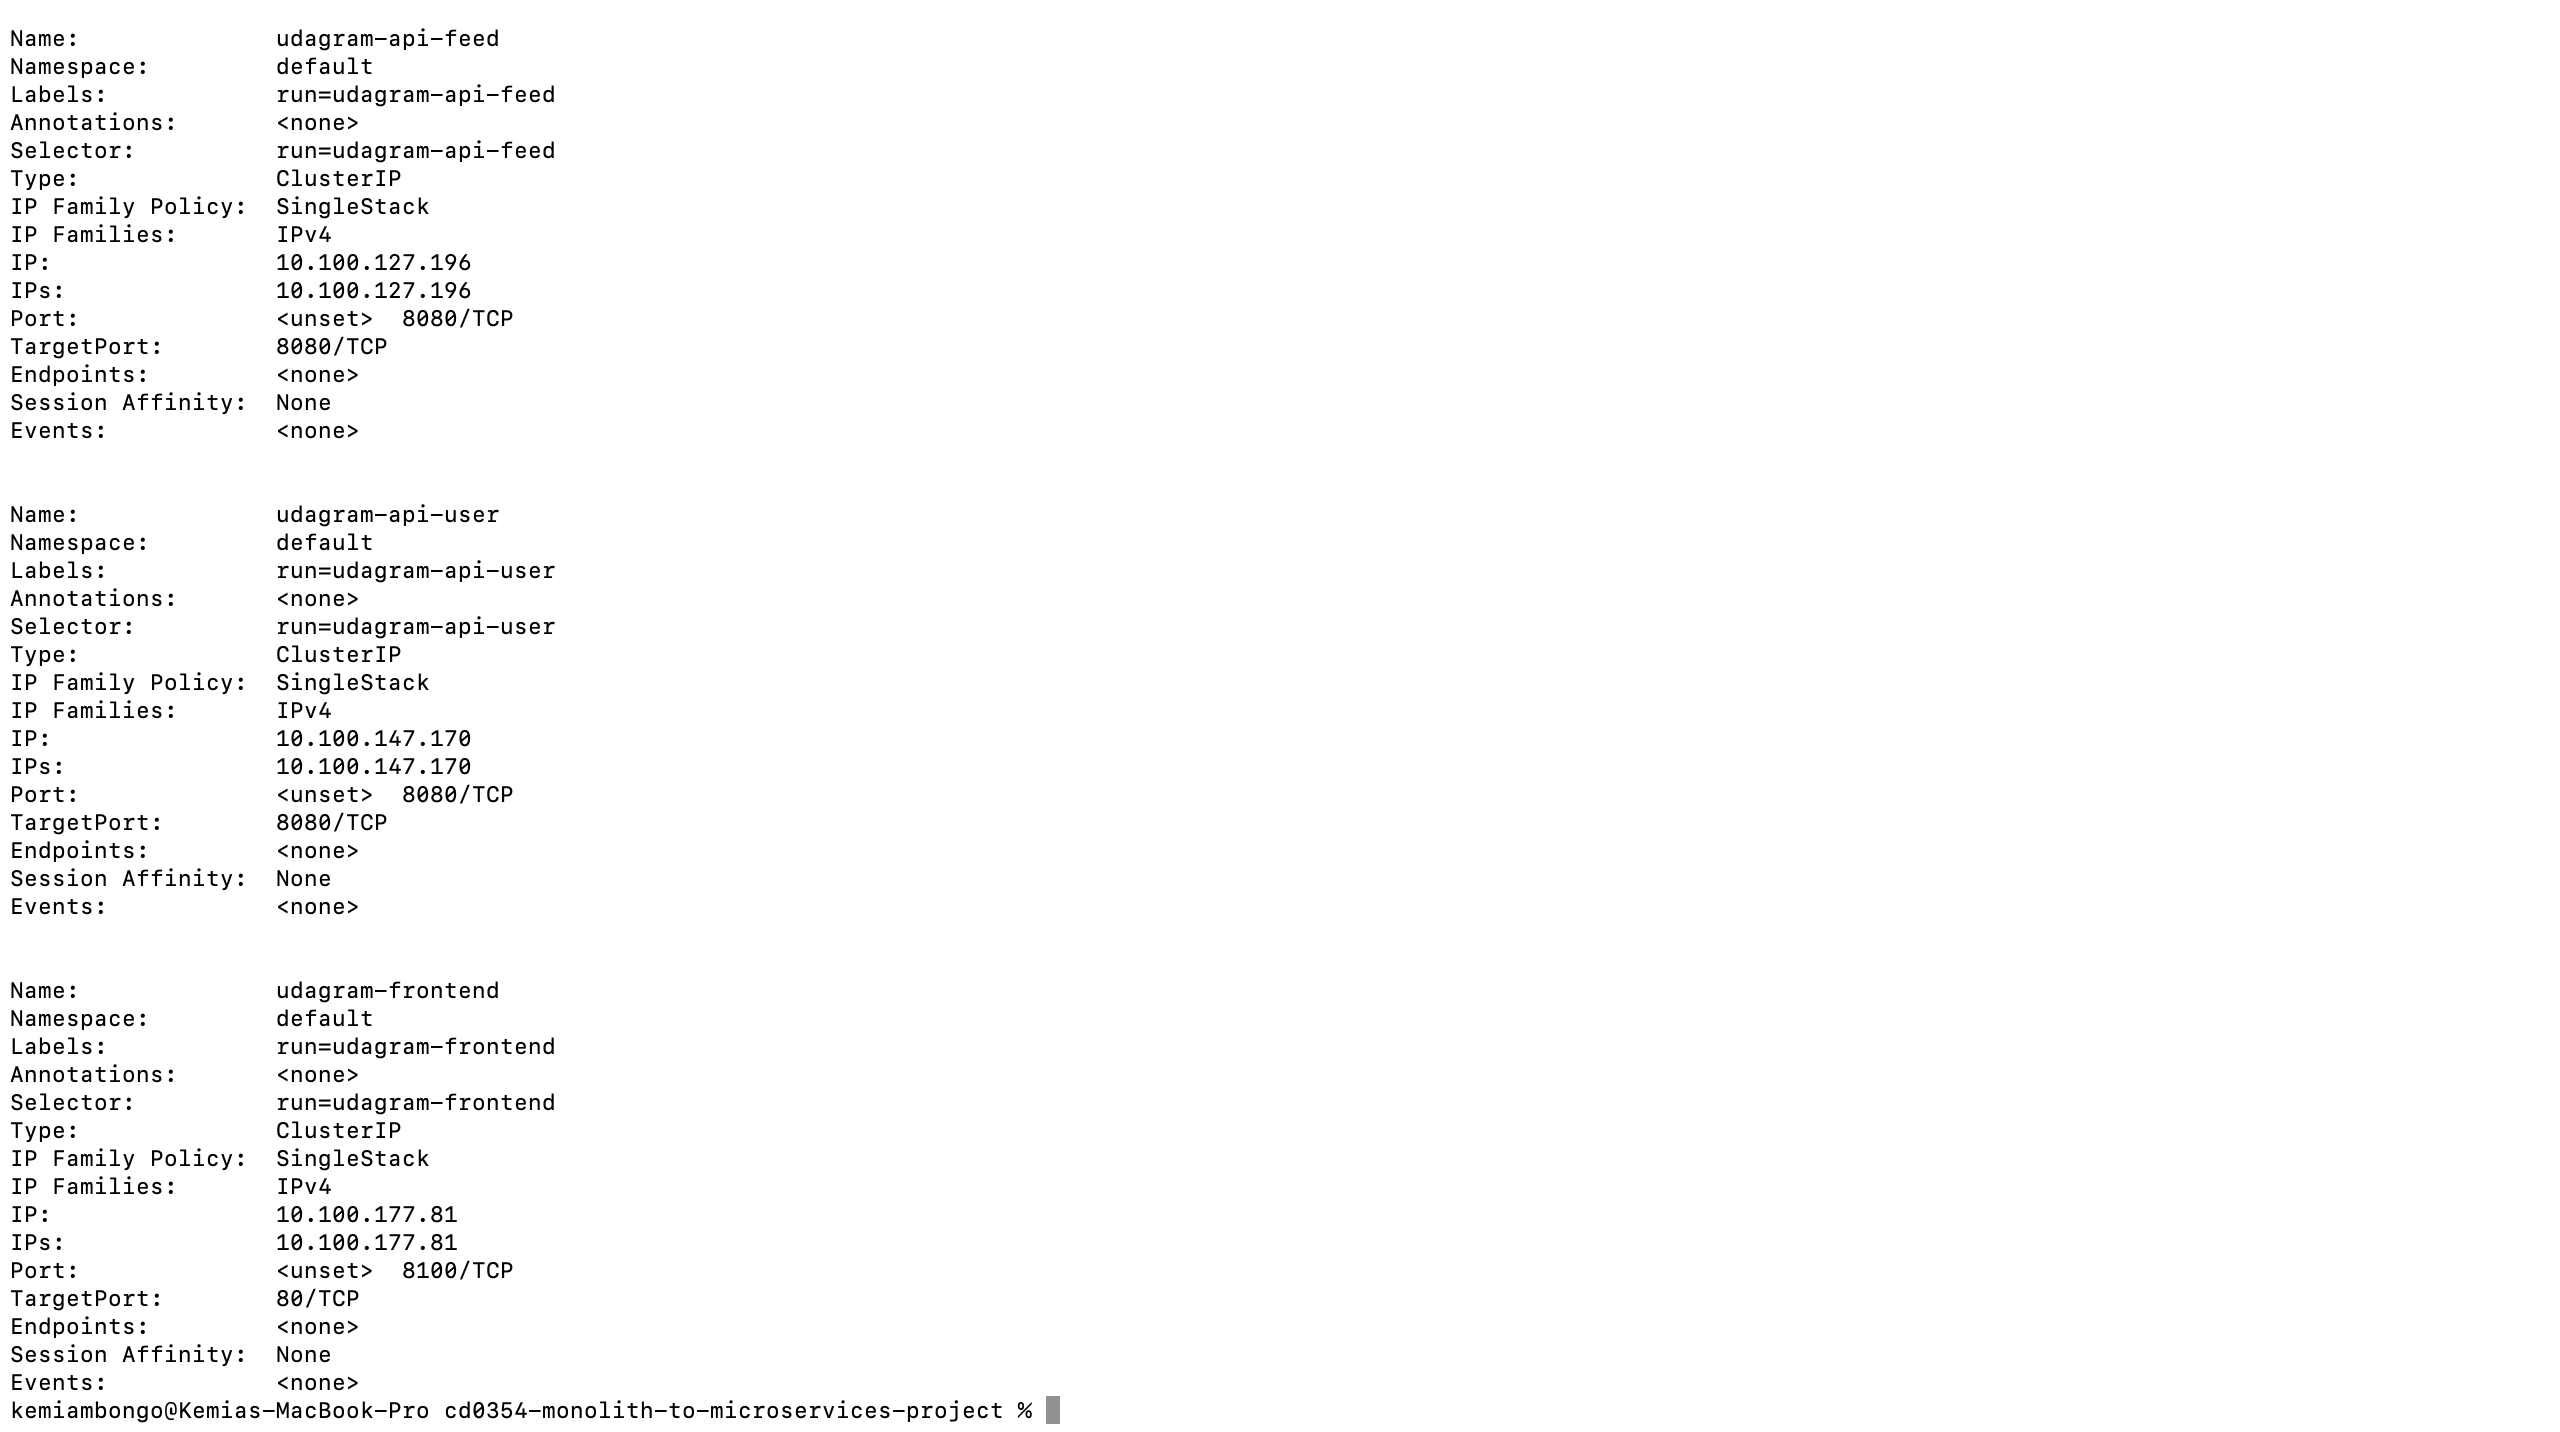 Name:              udagram-api-feed
Namespace:         default
Labels:            run=udagram-api-feed
Annotations:       <none>
Selector:          run=udagram-api-feed
Type:              ClusterIP
IP Family Policy:  SingleStack
IP Families:       IPv4
IP:                10.100.127.196
IPs:               10.100.127.196
Port:              <unset>  8080/TCP
TargetPort:        8080/TCP
Endpoints:         <none>
Session Affinity:  None
Events:            <none>
Name:              udagram-api-user
Namespace:         default
Labels:            run=udagram-api-user
Annotations:       <none>
Selector:          run=udagram-api-user
Type:              ClusterIP
IP Family Policy:  SingleStack
IP Families:       IPv4
IP:                10.100.147.170
IPs:               10.100.147.170
Port:              <unset>  8080/TCP
TargetPort:        8080/TCP
Endpoints:         <none>
Session Affinity:  None
Events:            <none>
Name:              udagram-frontend
Namespace:         default
Labels:            run=udagram-frontend
Annotations:       <none>
Selector:          run=udagram-frontend
Type:              ClusterIP
IP Family Policy:  SingleStack
IP Families:       IPv4
IP:                10.100.177.81
IPs:               10.100.177.81
Port:              <unset>  8100/TCP
TargetPort:        80/TCP
Endpoints:         <none>
Session Affinity:  None
Events:            <none>
kemiambongo@Kemias-MacBook-Pro cd0354-monolith-to-microservices-project %